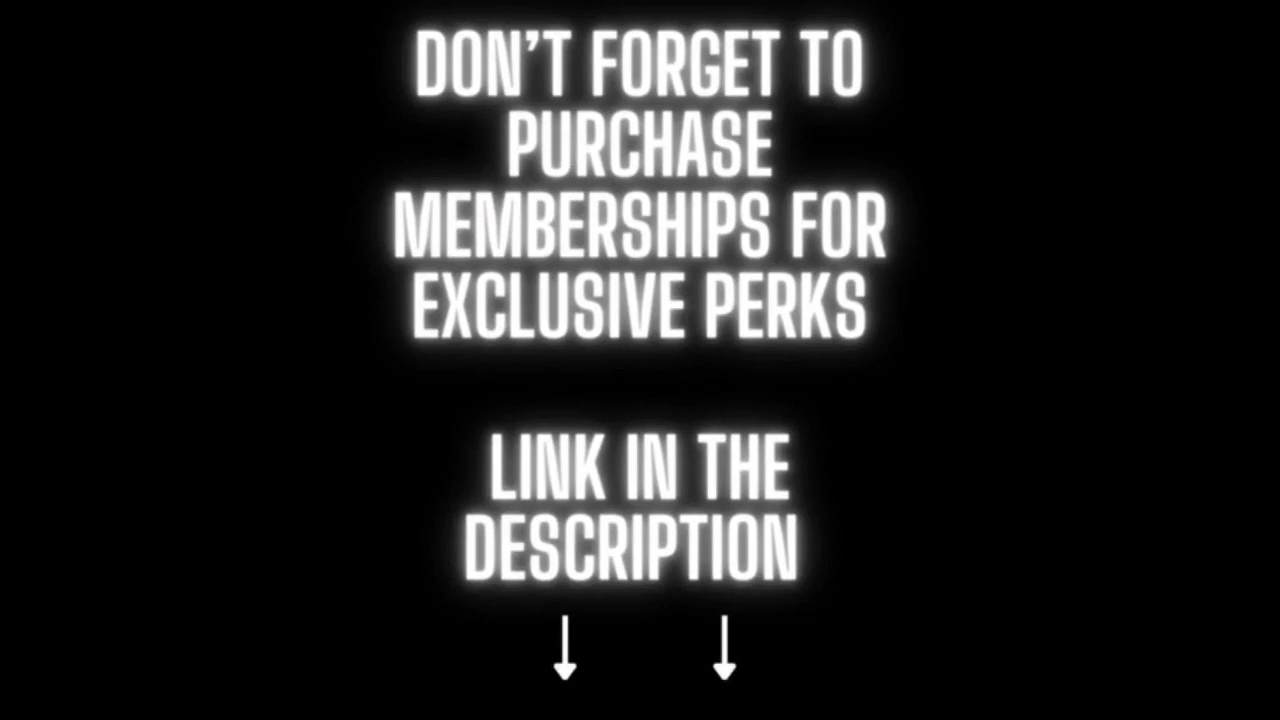 DON'T FORGET TO
PURCHASE
MEMBERSHIPS FOR
EXCLUSIVE PERKS
LINK IN THE
DESCRIPTION